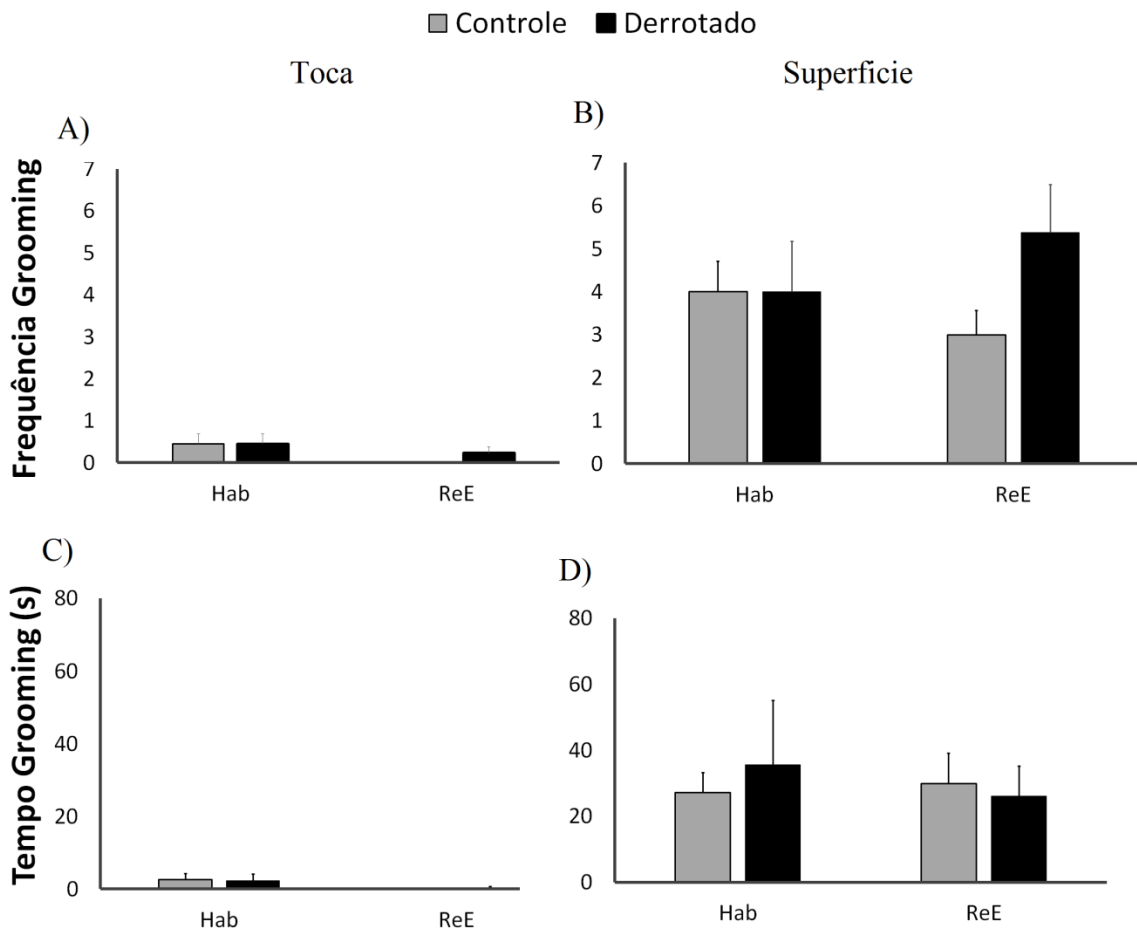 Controle Derrotado
Toca Superficie
A) B)
Frequência Grooming
7
6
5
4
3
2
1
0
Hab ReE
7
6
5
4
3
2
1
0
Hab ReE
C) D)
Tempo Grooming (s)
80
60
40
20
0
Hab ReE
80
60
40
20
0
Hab ReE